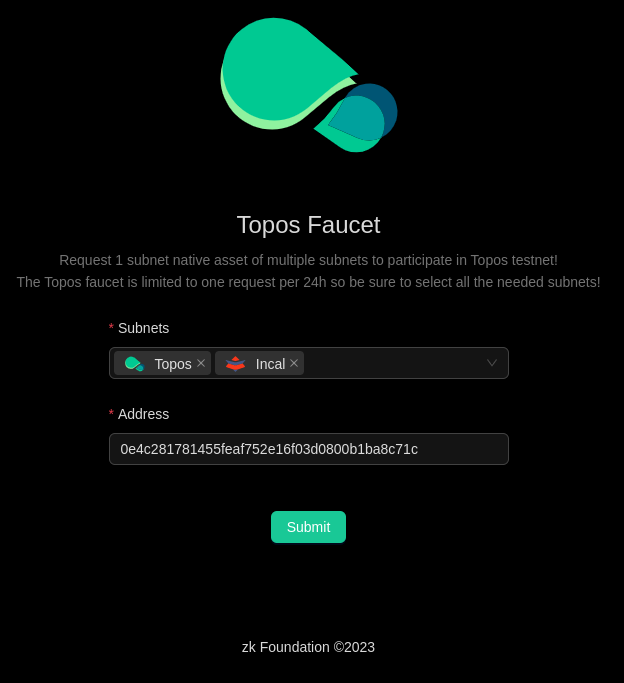 Topos Faucet
Request 1 subnet native asset of multiple subnets to participate in Topos testnet!
The Topos faucet is limited to one request per 24h so be sure to select all the needed subnets!
* Subnets
Topos × Incal ×
* Address
0e4c281781455feaf752e16f03d0800b1ba8c71c
Submit
zk Foundation ©2023